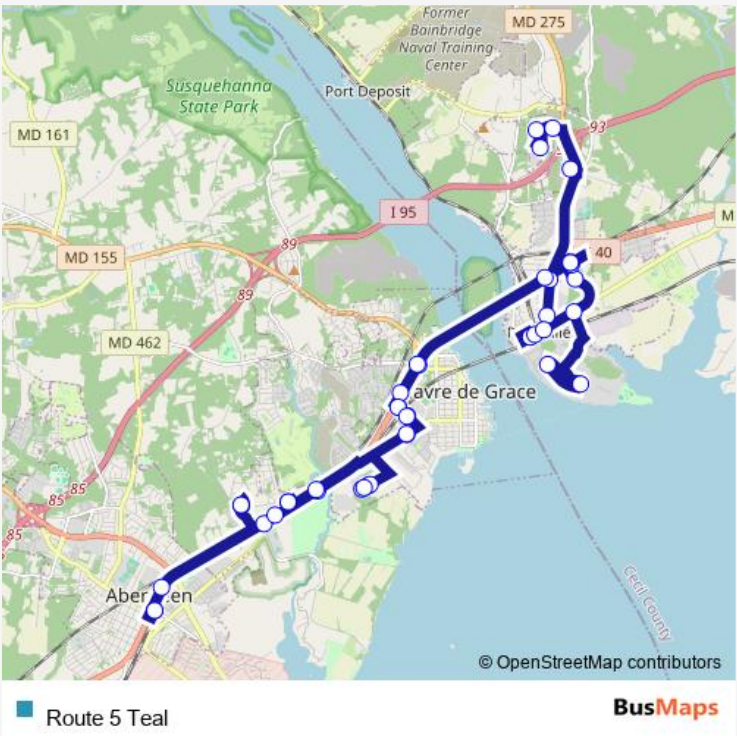 Former
Bainbridge
Naval Training
Center
MD 275
Susquehanna
State Park
Port Deposit
MD 161
93
I 95
M
MD 155
89
40
89
MD 462
avre de Grace
85
85
85
Aber
en
Cecil County
© OpenStreetMap contributors
Route 5 Teal
BusMaps